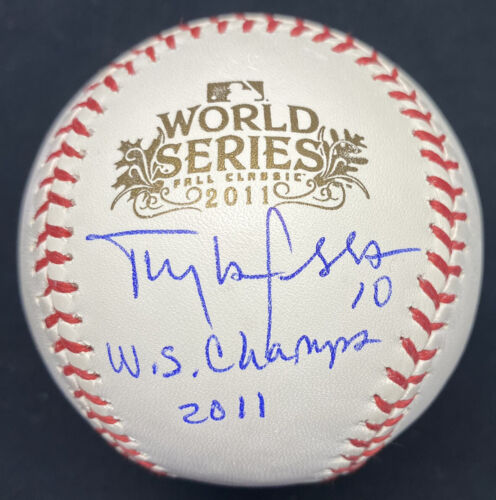 WORLD
SERIES
FALL CLASSIC
2011
10
W.S. Champs
2011